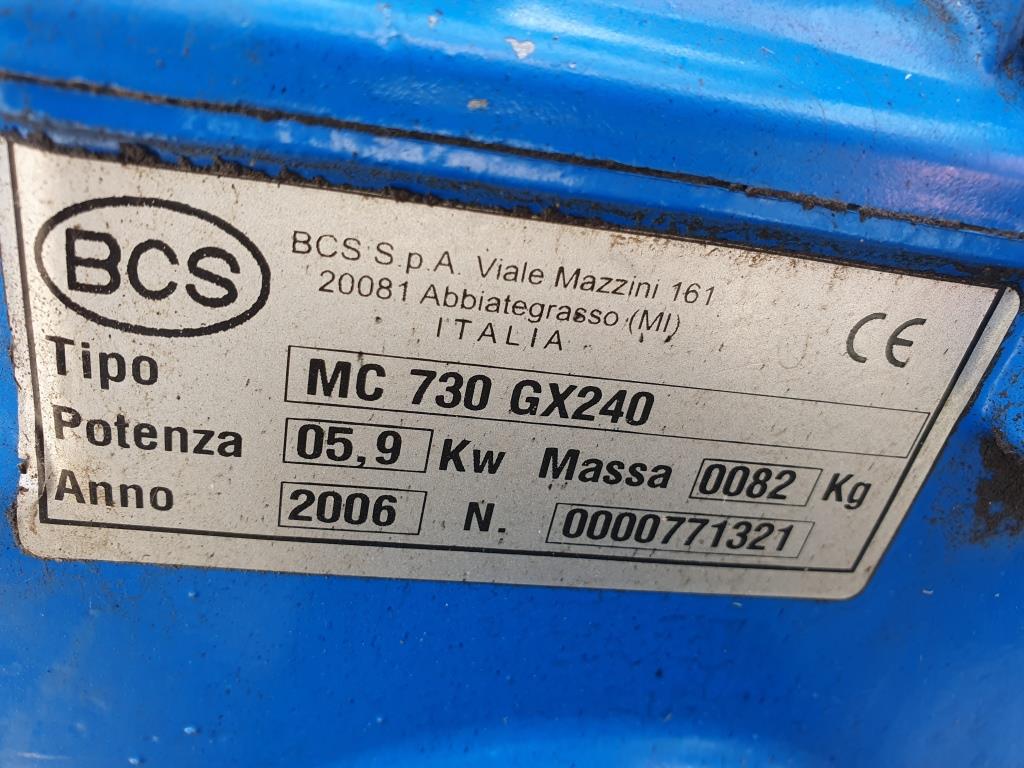 BCS
BCS S.p.A. Viale Mazzini 161
20081 Abbiategrasso (MI)
ITALIA
CE
Tipo MC 730 GX240
Potenza 05,9 Kw Massa 0082 Kg
Anno 2006 N. 0000771321